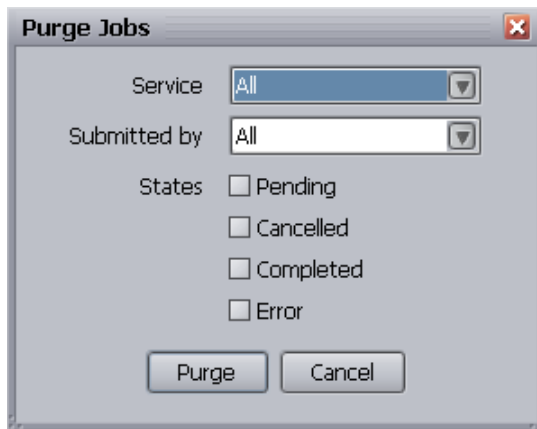 Purge Jobs
Service All
Submitted by All
States Pending
Cancelled
Completed
Error
Purge Cancel